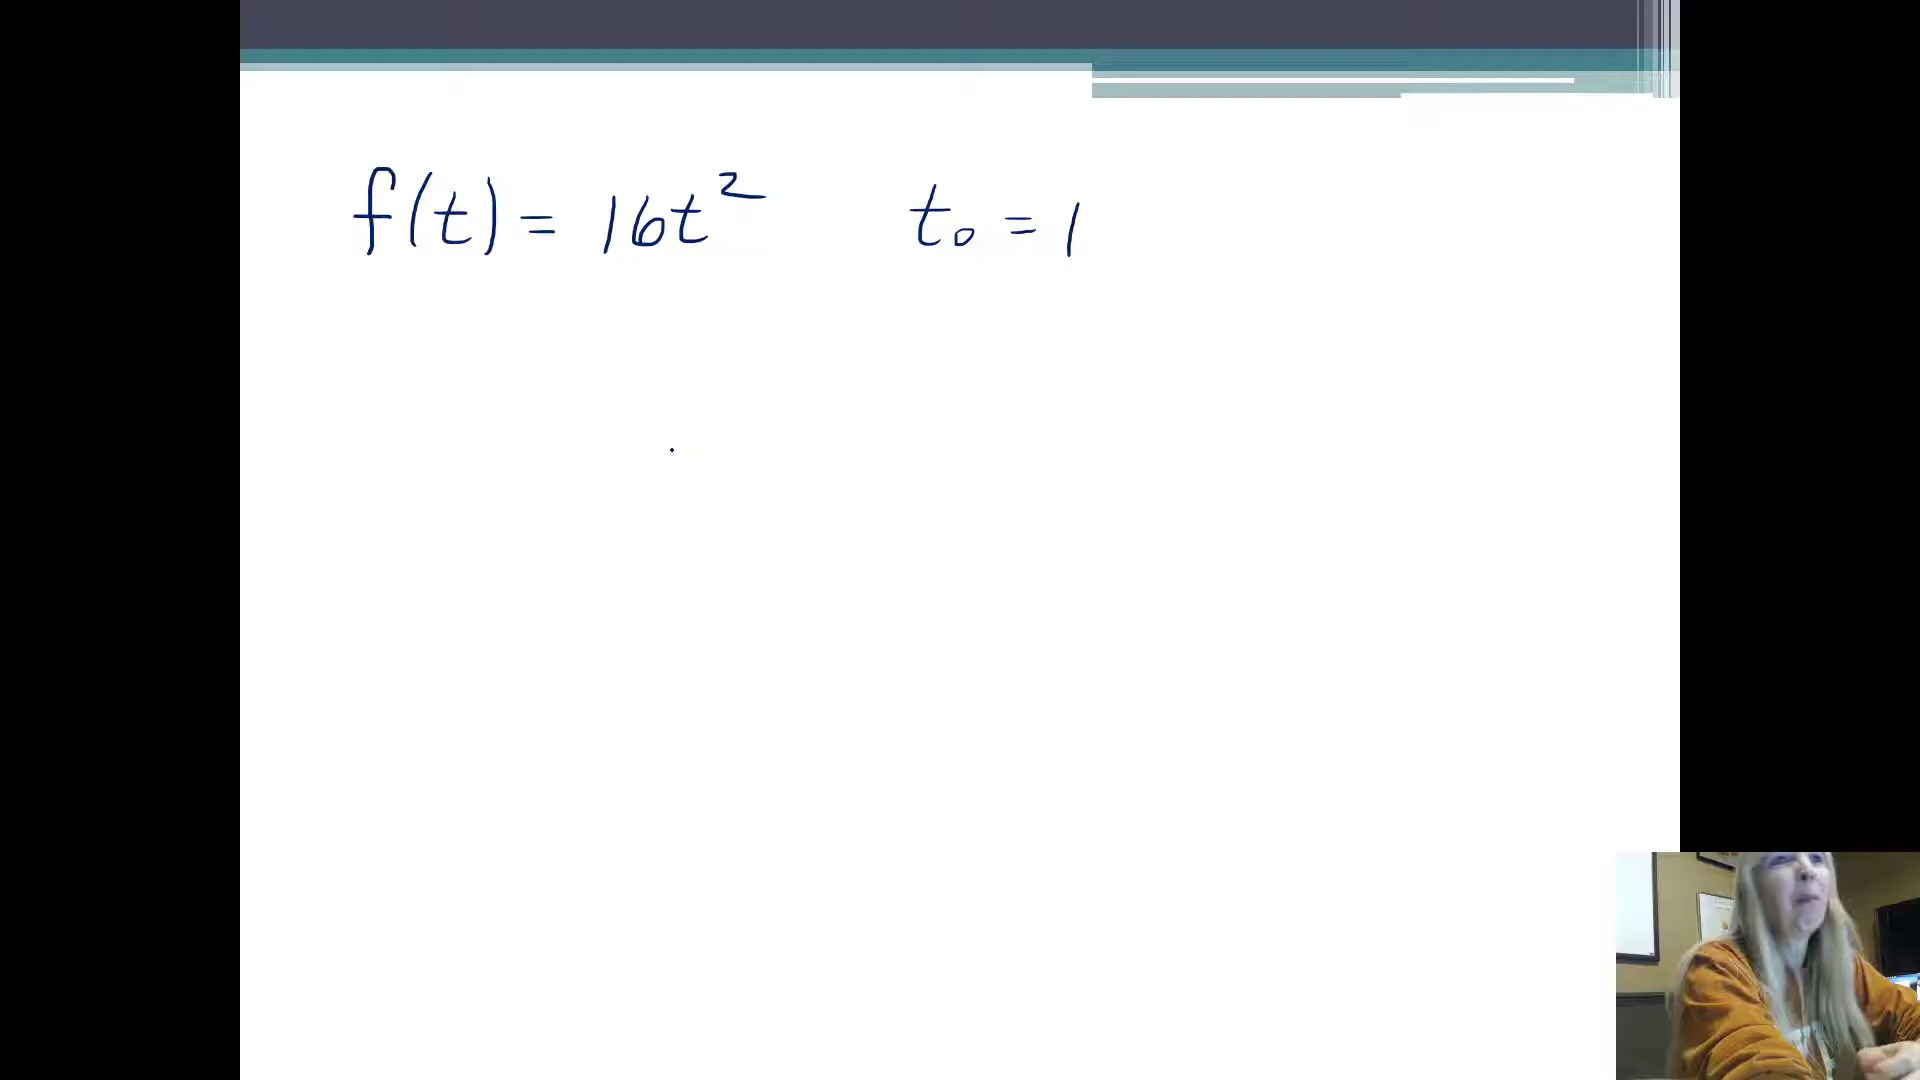 f(t) = 16t² t₀ = 1